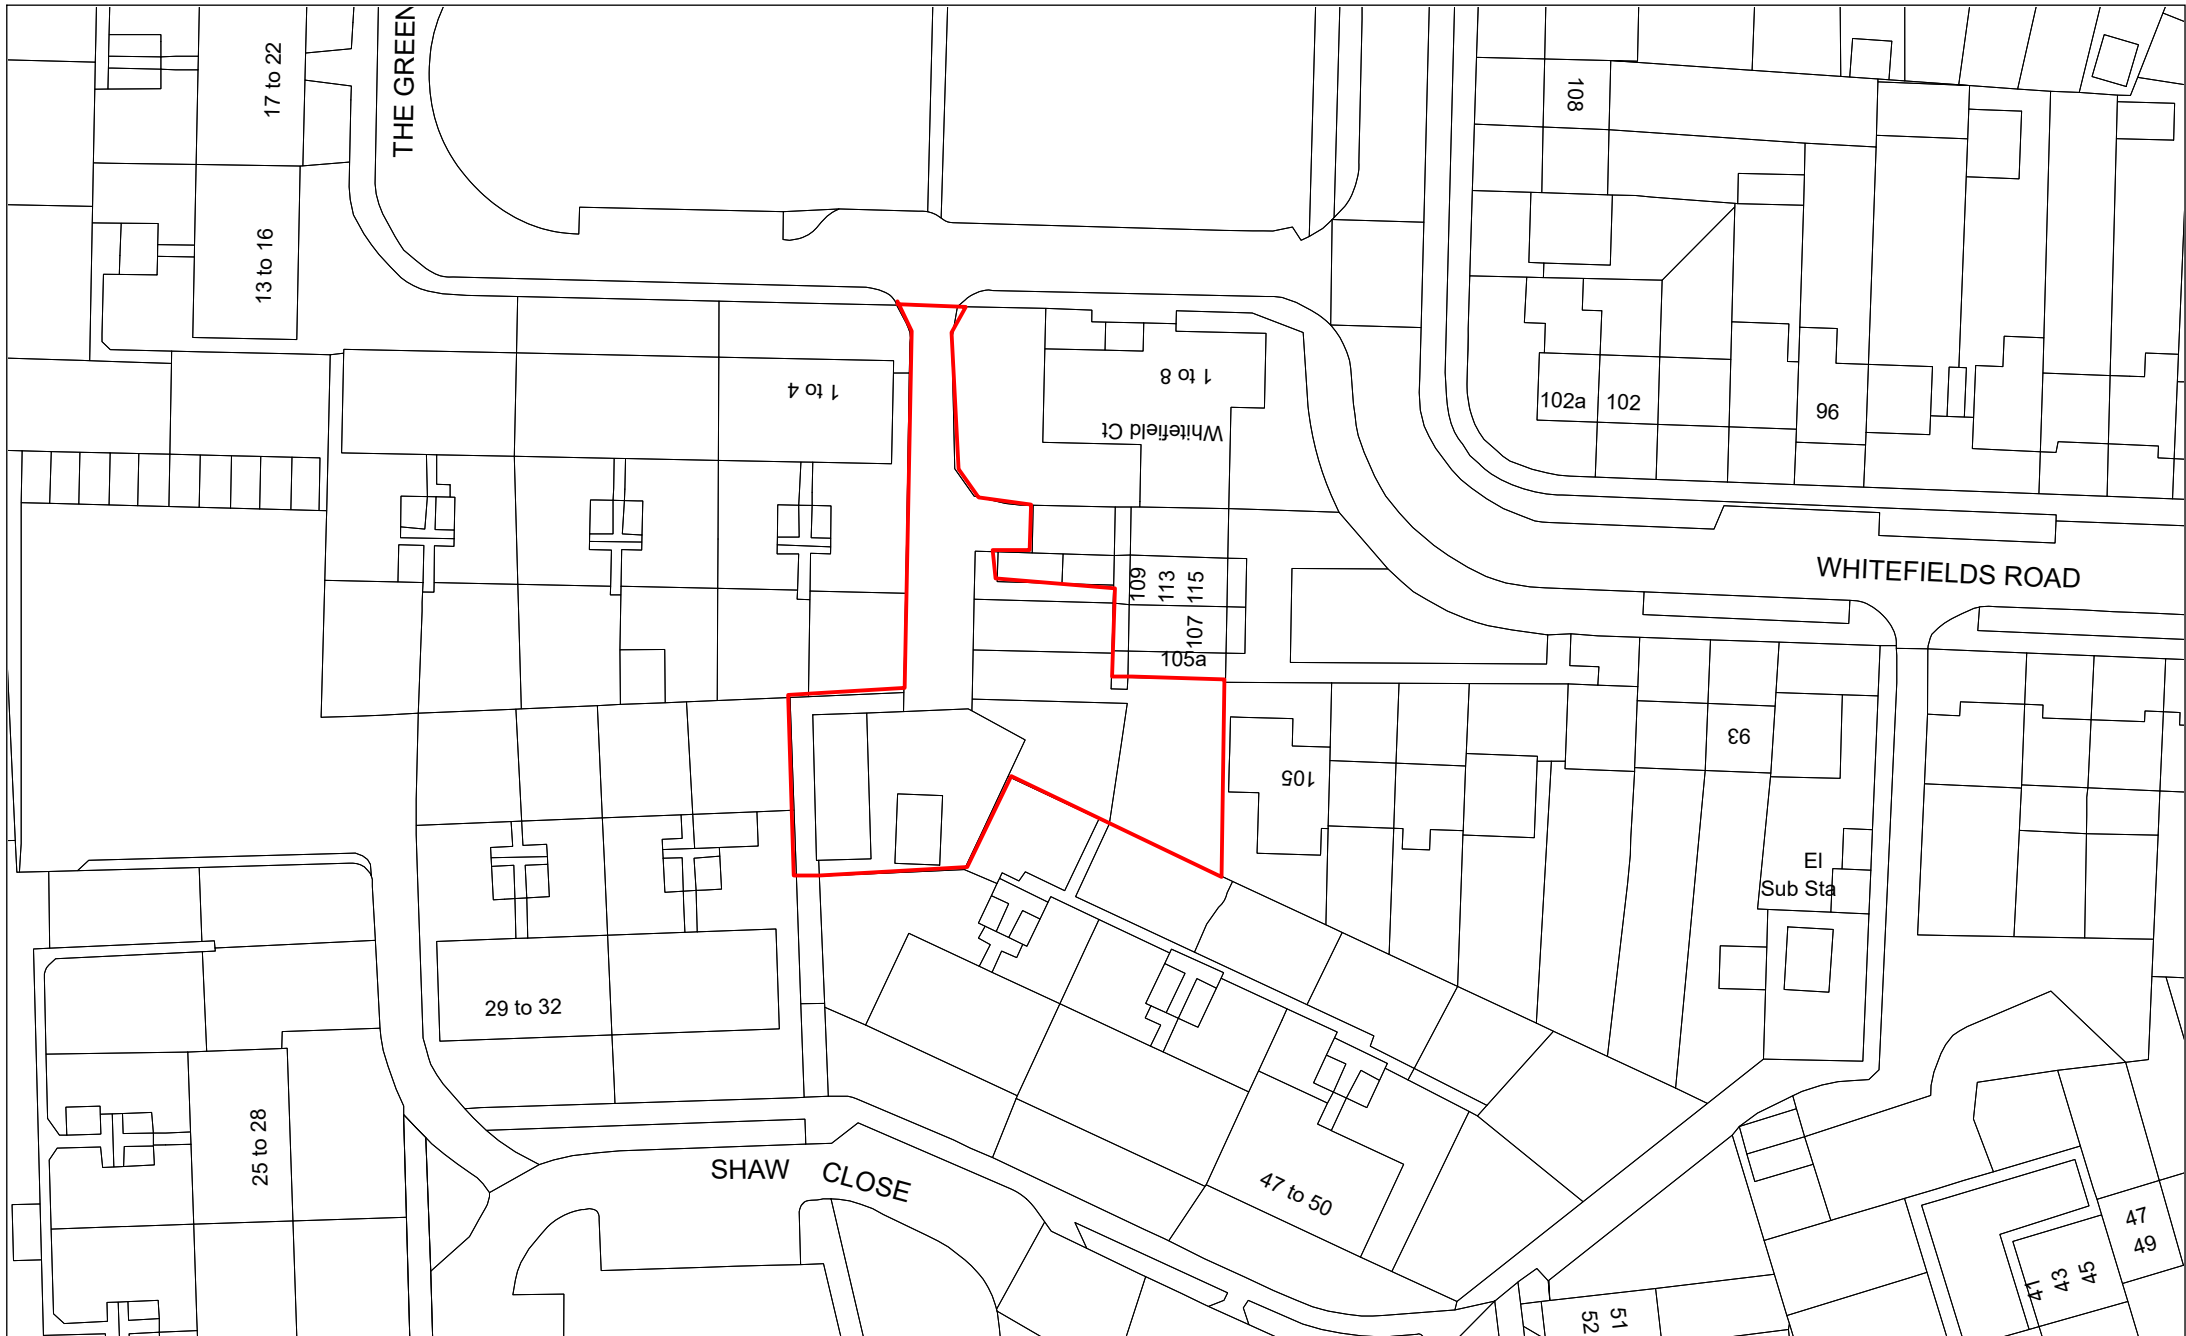 THE GREEN
17 to 22
108
13 to 16
1 to 4
1 to 8
Whitefield Ct
102a
102
96
WHITEFIELDS ROAD
109
113
115
107
105a
105
93
El
Sub Sta
29 to 32
25 to 28
SHAW CLOSE
47 to 50
47
49
41
43
45
51
52